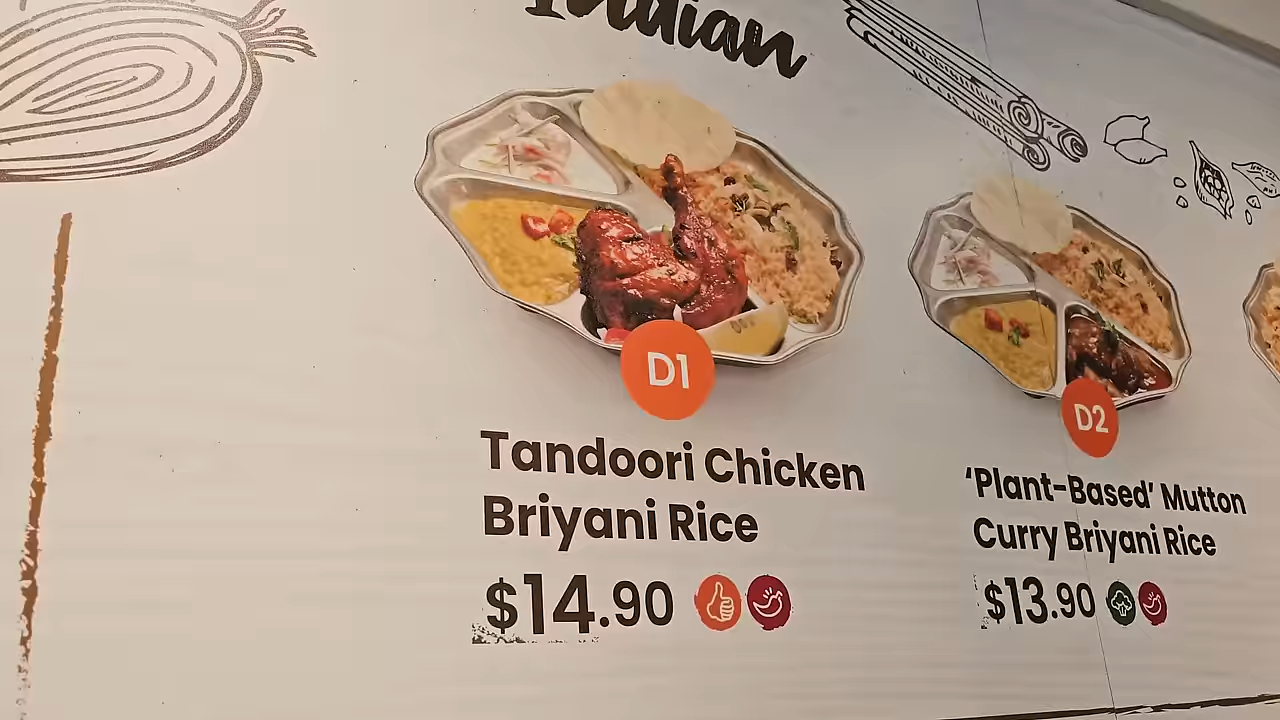 Indian
D1
Tandoori Chicken
Briyani Rice
$14.90
D2
'Plant-Based' Mutton
Curry Briyani Rice
$13.90